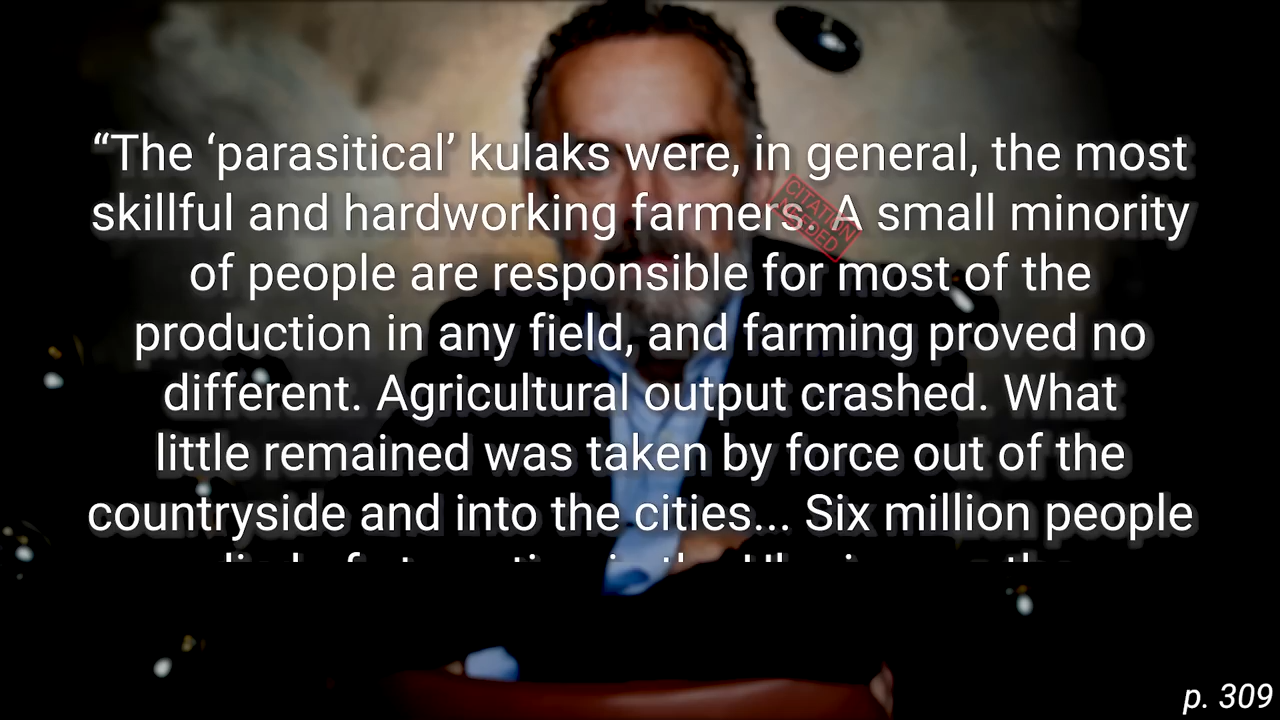 “The ‘parasitical’ kulaks were, in general, the most
skillful and hardworking farmers. A small minority
of people are responsible for most of the
production in any field, and farming proved no
different. Agricultural output crashed. What
little remained was taken by force out of the
countryside and into the cities... Six million people
CITATION
NEEDED
p. 309